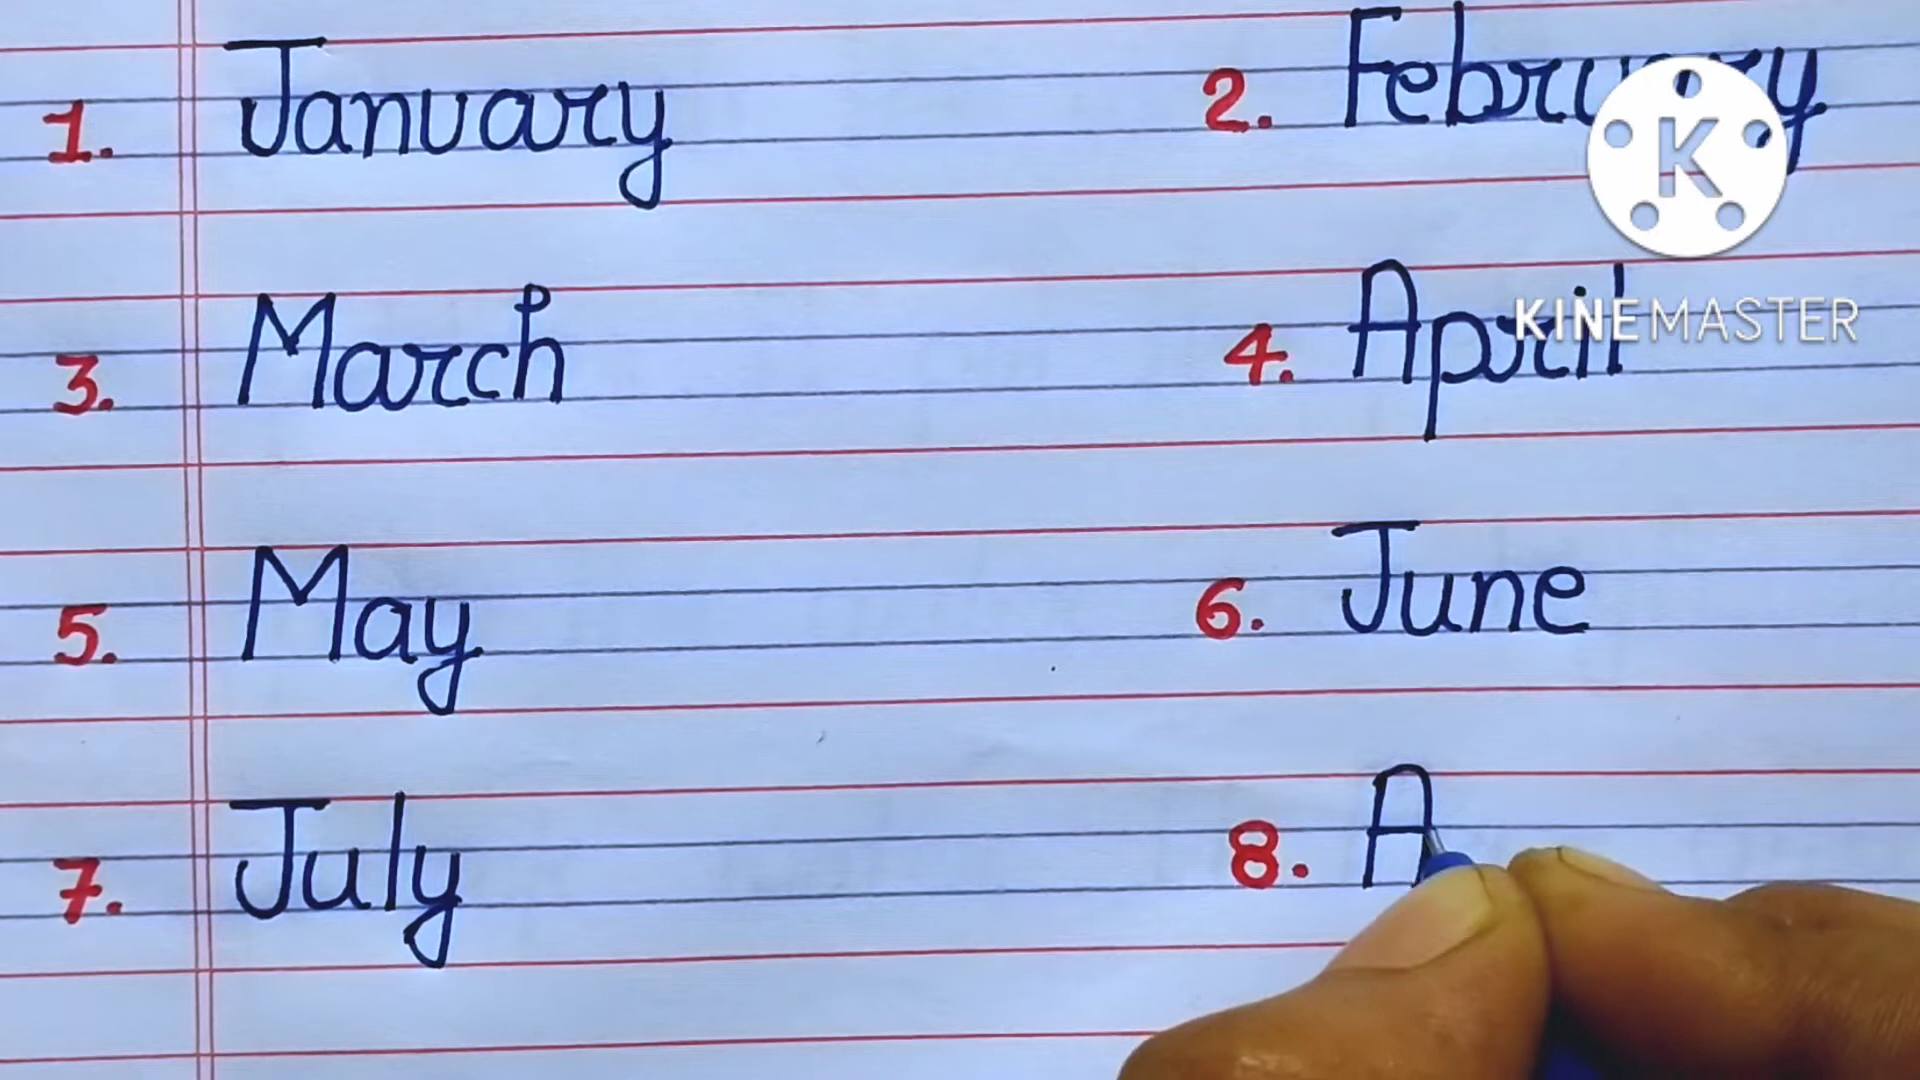 1. January 2. February
3. March 4. April
KINEMASTER
5. May 6. June
7. July 8. A